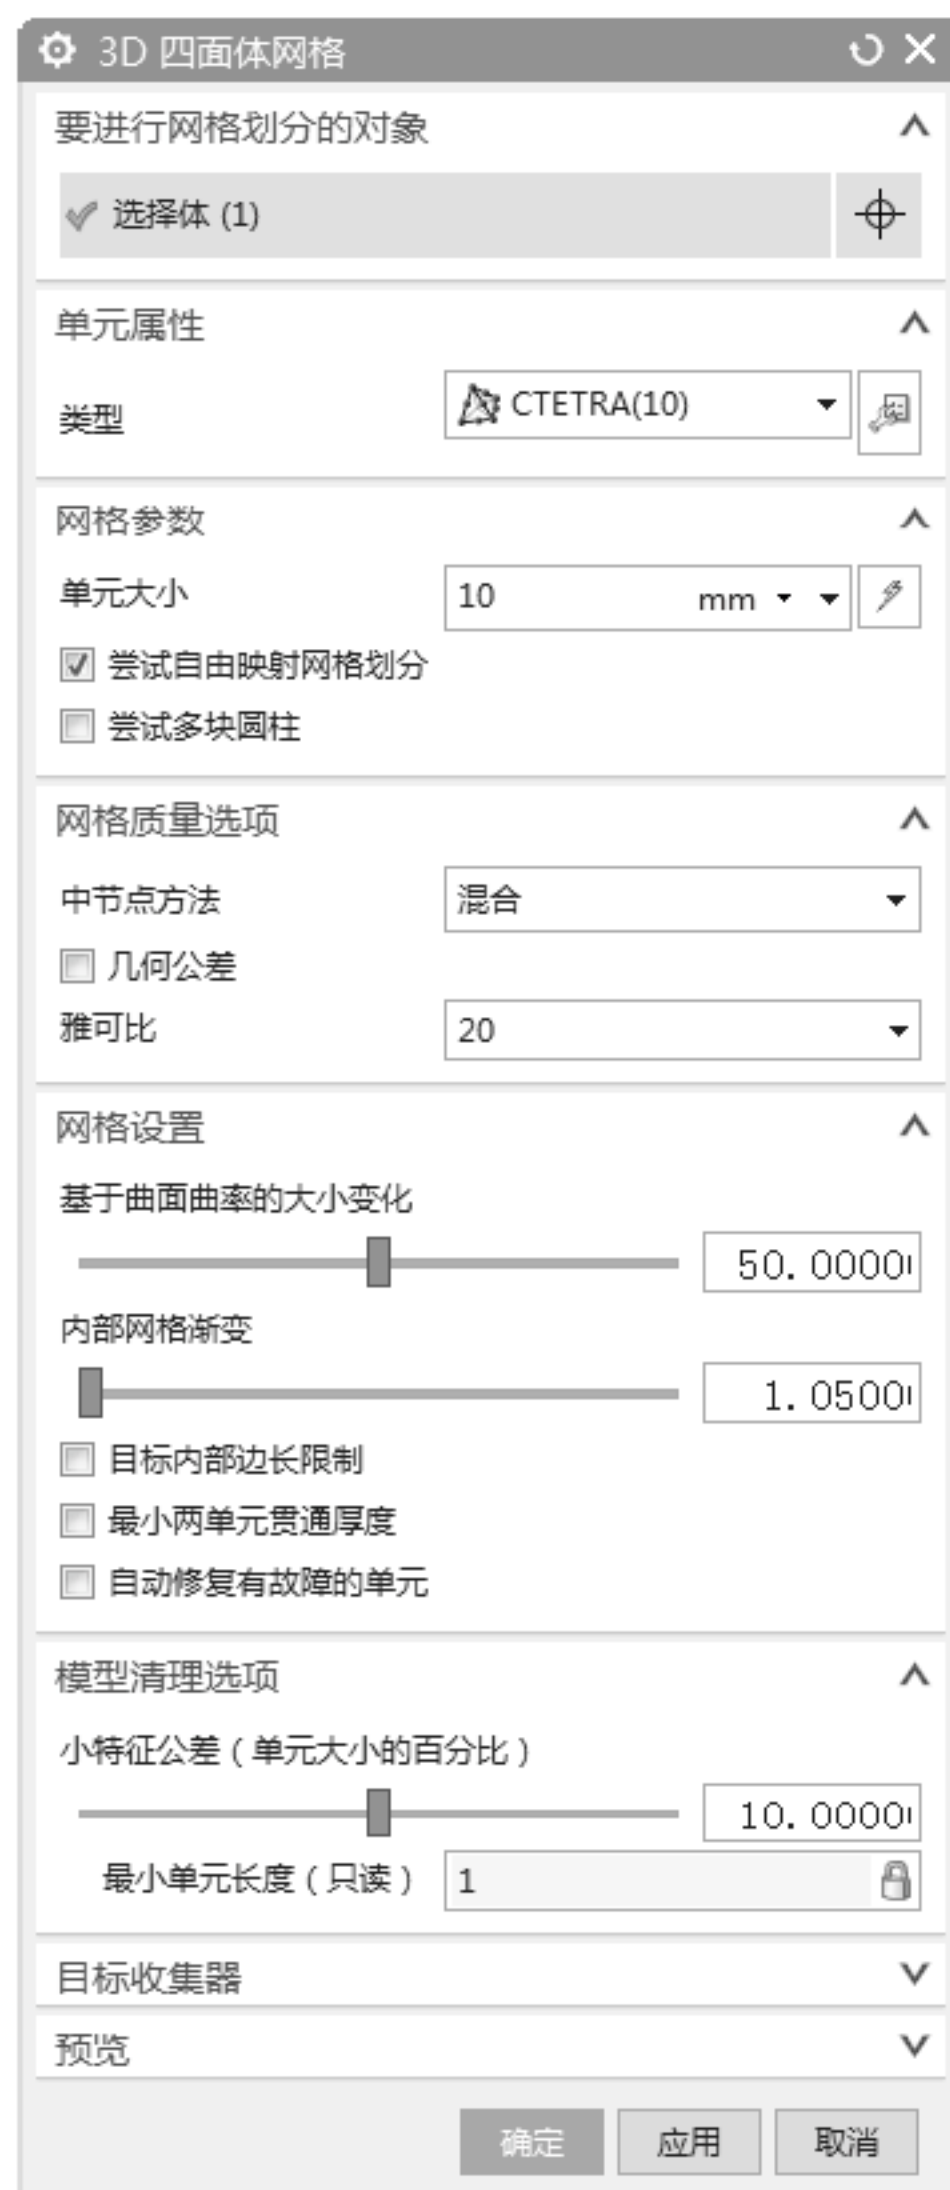 3D 四面体网格
要进行网格划分的对象
选择体 (1)
单元属性
类型 CTETRA(10)
网格参数
单元大小 10 mm
尝试自由映射网格划分
尝试多块圆柱
网格质量选项
中节点方法 混合
几何公差
雅可比 20
网格设置
基于曲面曲率的大小变化
50.0000
内部网格渐变
1.0500
目标内部边长限制
最小两单元贯通厚度
自动修复有故障的单元
模型清理选项
小特征公差（单元大小的百分比）
10.0000
最小单元长度（只读） 1
目标收集器
预览
确定 应用 取消